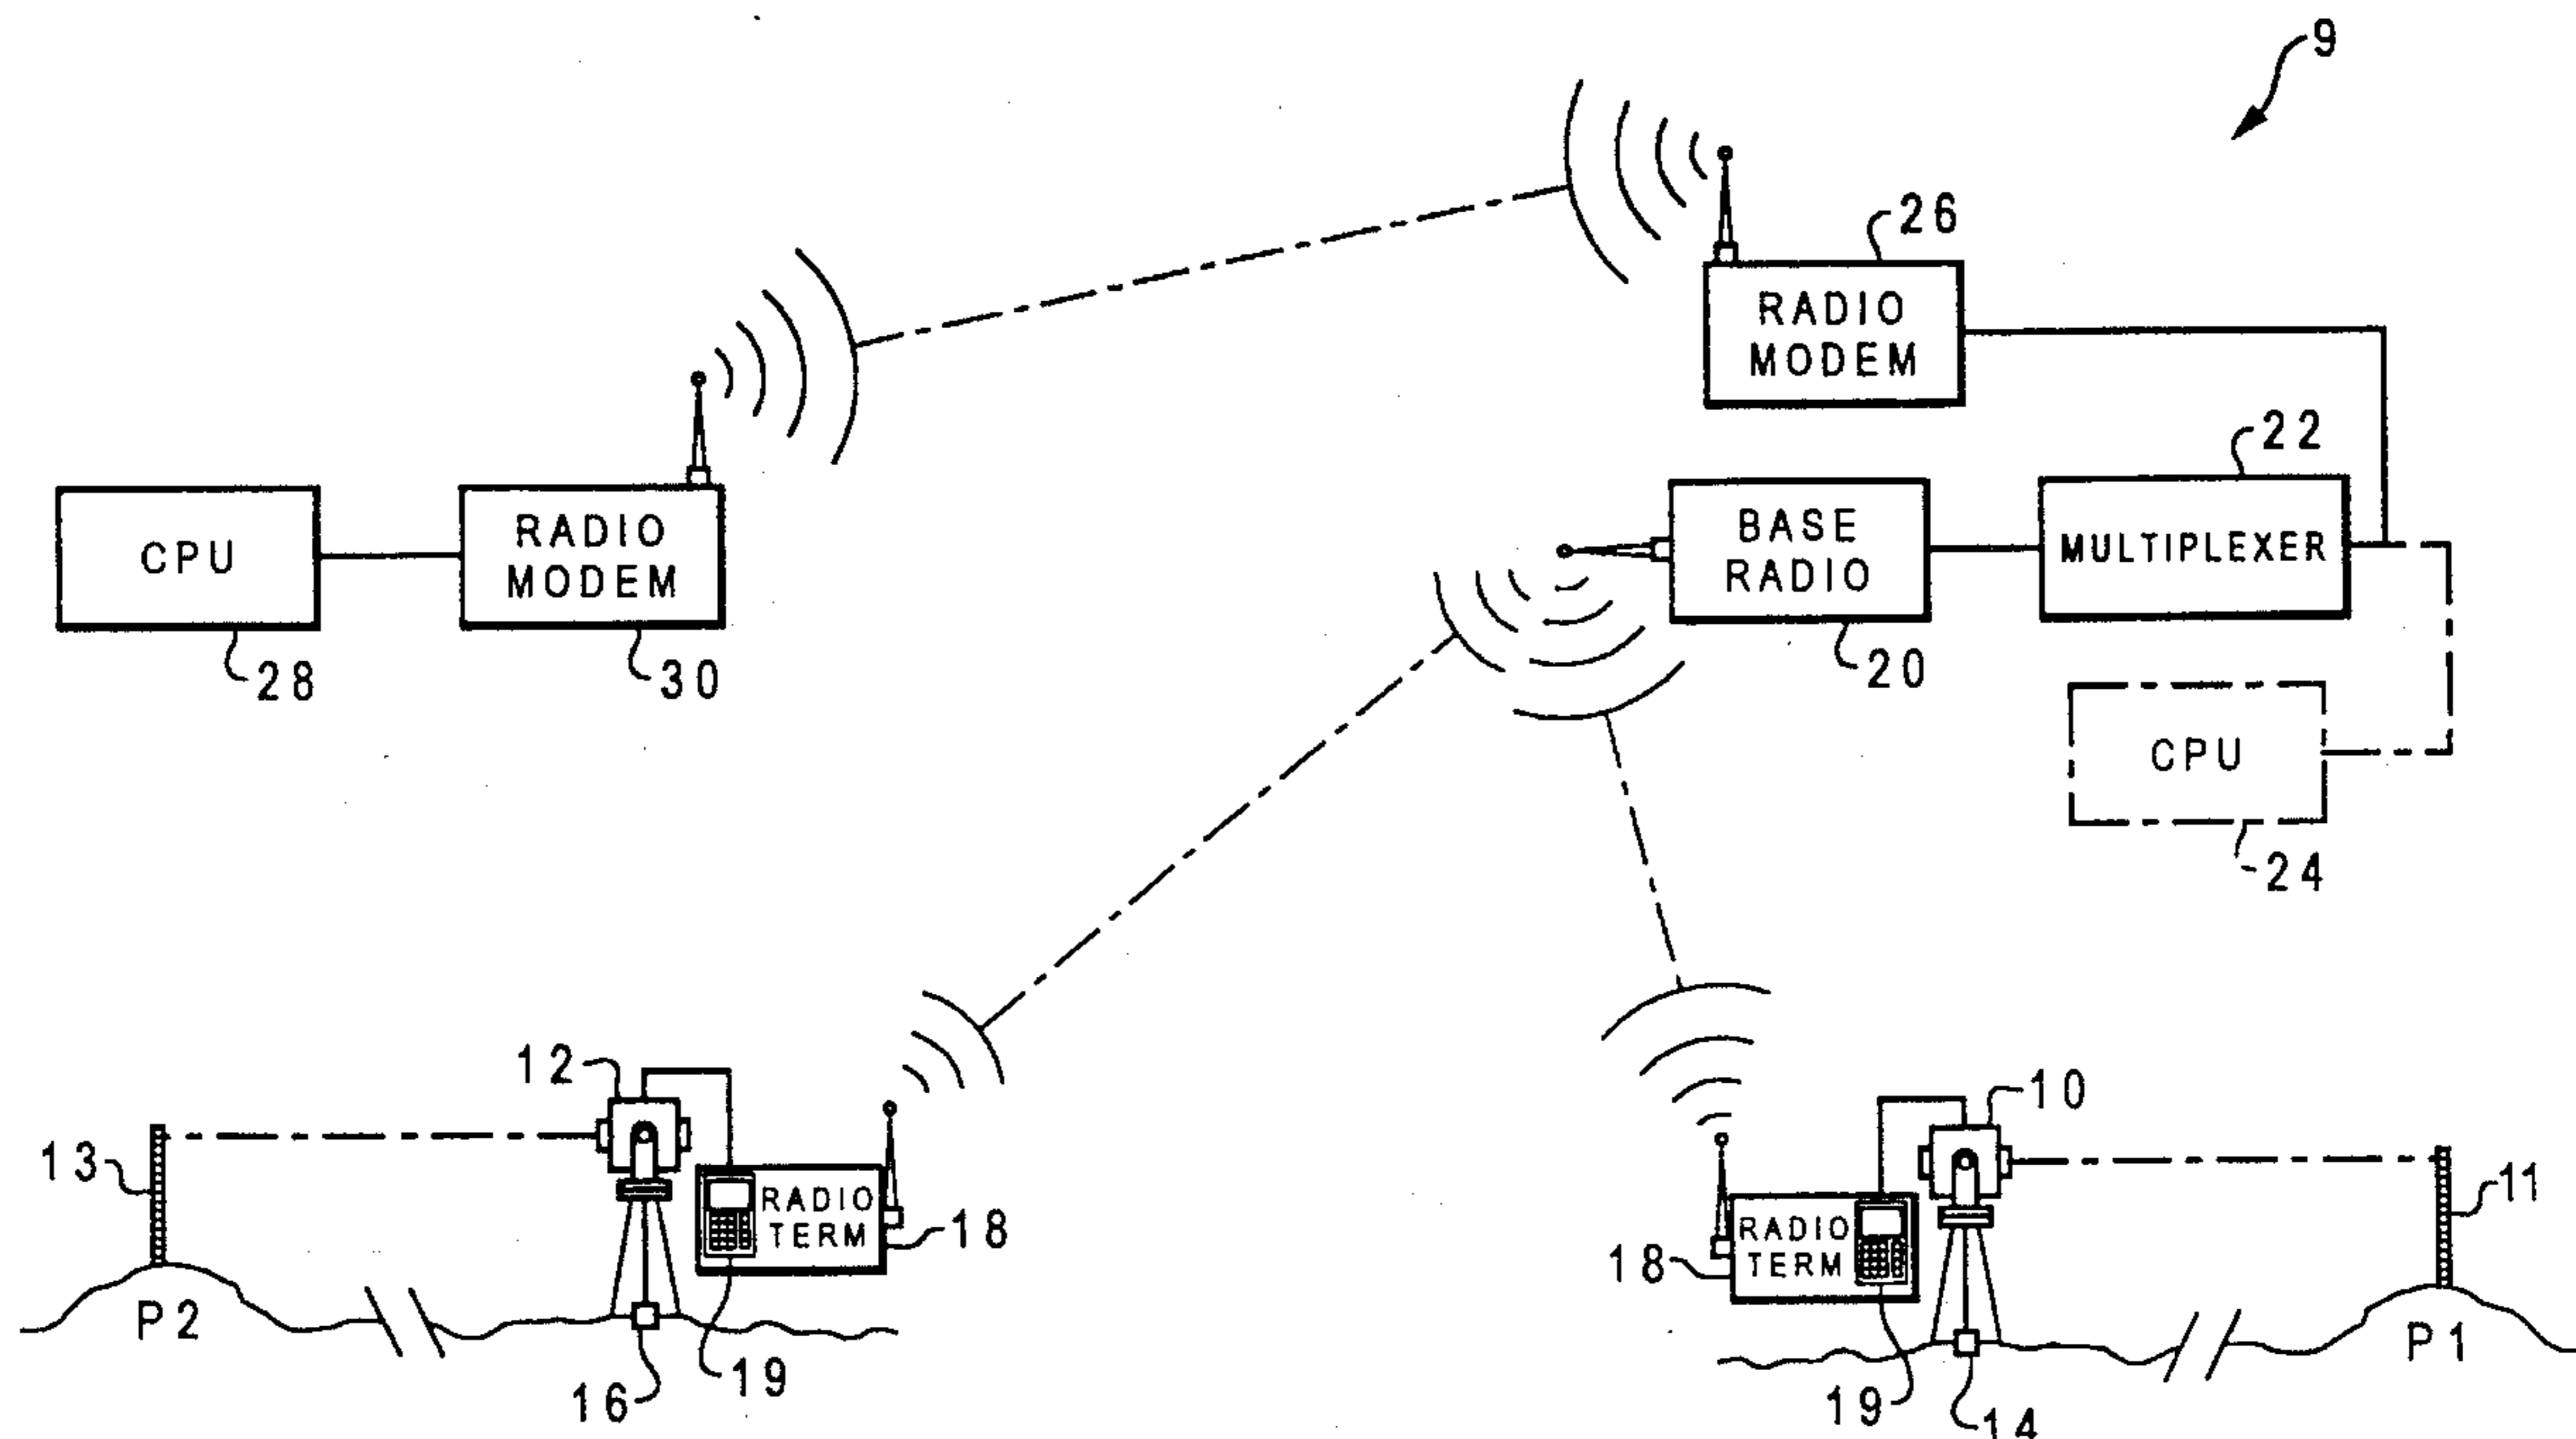 9
26
RADIO
MODEM
22
CPU
RADIO
MODEM
BASE
RADIO
MULTIPLEXER
28
30
20
CPU
24
12
10
13
RADIO
TERM
18
18
RADIO
TERM
11
P2
P1
16
19
19
14